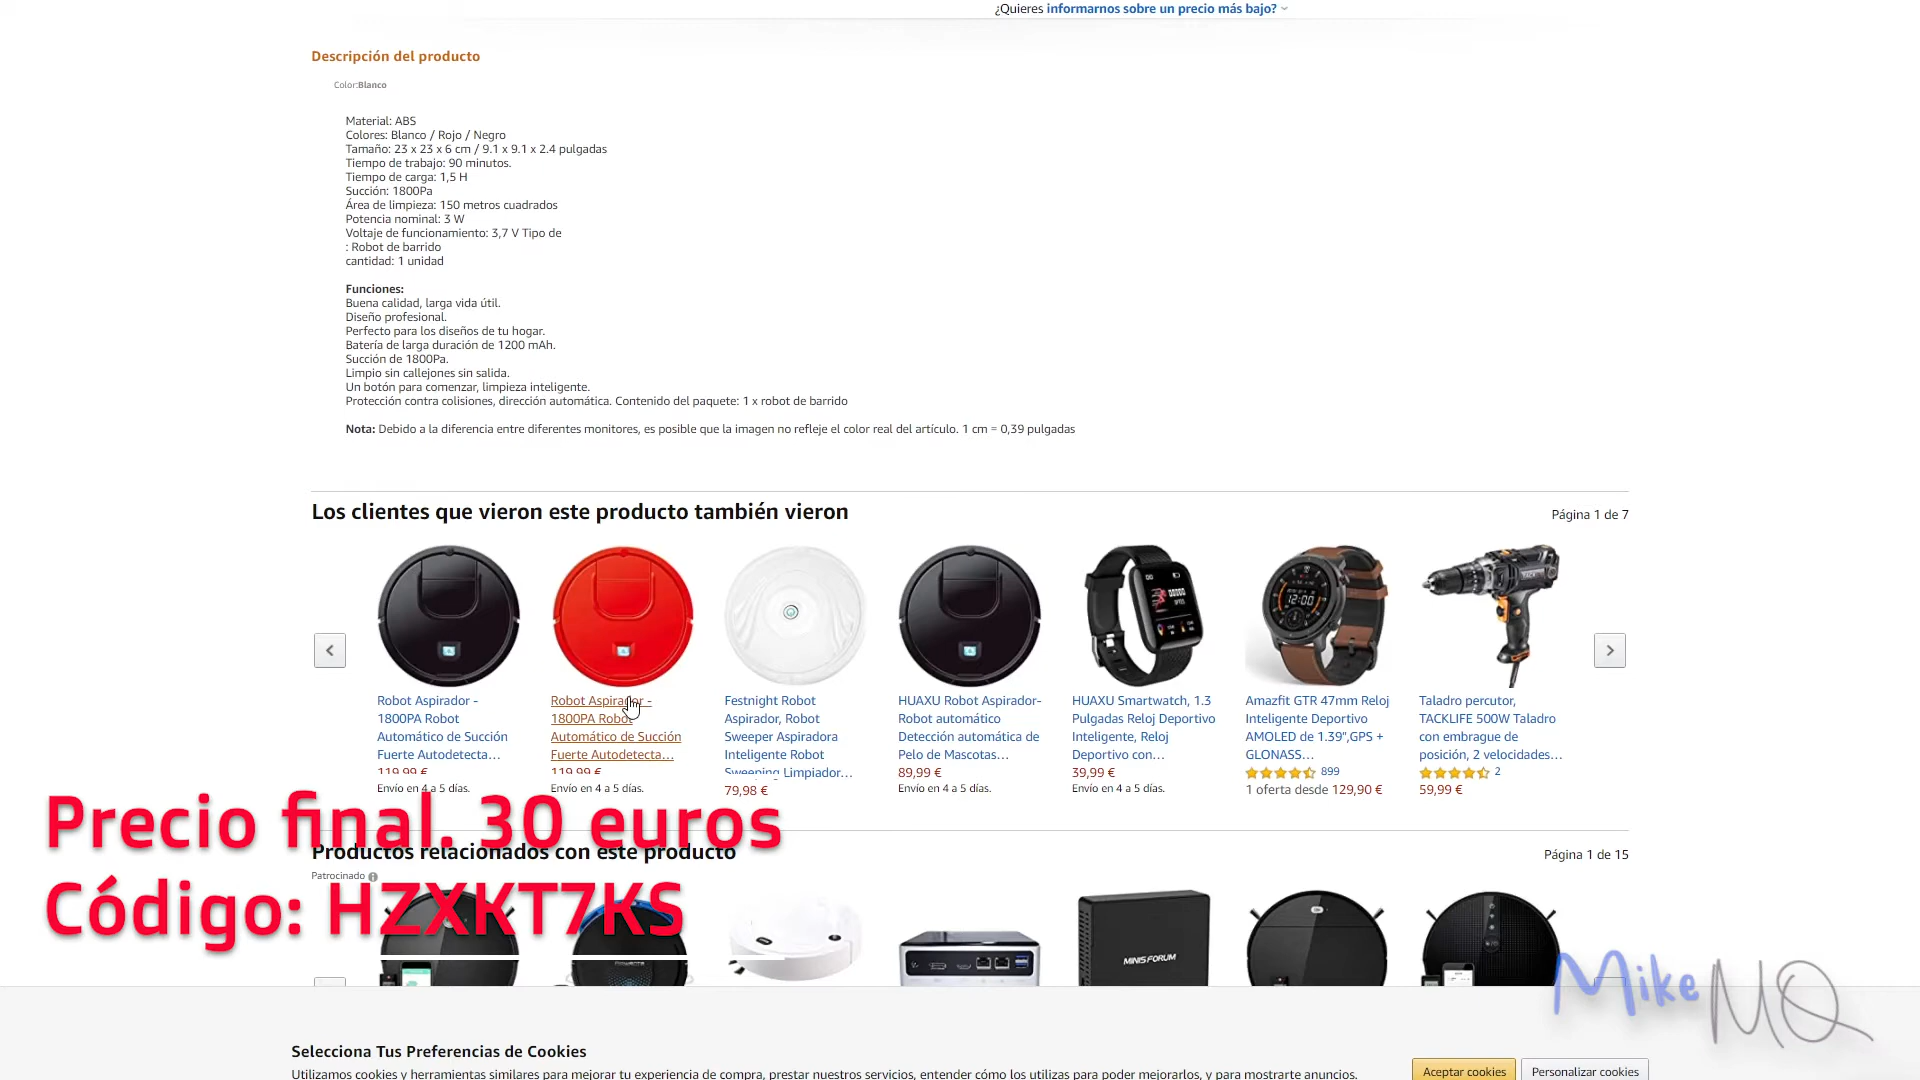 ¿Quieres informarnos sobre un precio más bajo?
Descripción del producto
Color:Blanco
Material: ABS
Colores: Blanco / Rojo / Negro
Tamaño: 23 x 23 x 6 cm / 9.1 x 9.1 x 2.4 pulgadas
Tiempo de trabajo: 90 minutos.
Tiempo de carga: 1,5 H
Succión: 1800Pa
Área de limpieza: 150 metros cuadrados
Potencia nominal: 3 W
Voltaje de funcionamiento: 3,7 V Tipo de
: Robot de barrido
cantidad: 1 unidad
Funciones:
Buena calidad, larga vida útil.
Diseño profesional.
Perfecto para los diseños de tu hogar.
Batería de larga duración de 1200 mAh.
Succión de 1800Pa.
Limpio sin callejones sin salida.
Un botón para comenzar, limpieza inteligente.
Protección contra colisiones, dirección automática. Contenido del paquete: 1 x robot de barrido
Nota: Debido a la diferencia entre diferentes monitores, es posible que la imagen no refleje el color real del artículo. 1 cm = 0,39 pulgadas
Los clientes que vieron este producto también vieron
Página 1 de 7
Robot Aspirador -
1800PA Robot
Automático de Succión
Fuerte Autodetecta…
119,99 €
Envío en 4 a 5 días.
Robot Aspirador -
1800PA Robot
Automático de Succión
Fuerte Autodetecta…
119,99 €
Envío en 4 a 5 días.
Festnight Robot
Aspirador, Robot
Sweeper Aspiradora
Inteligente Robot
Sweeping Limpiador…
79,98 €
HUAXU Robot Aspirador-
Robot automático
Detección automática de
Pelo de Mascotas…
89,99 €
Envío en 4 a 5 días.
HUAXU Smartwatch, 1.3
Pulgadas Reloj Deportivo
Inteligente, Reloj
Deportivo con…
39,99 €
Envío en 4 a 5 días.
12:00
Amazfit GTR 47mm Reloj
Inteligente Deportivo
AMOLED de 1.39”,GPS +
GLONASS…
899
1 oferta desde 129,90 €
Taladro percutor,
TACKLIFE 500W Taladro
con embrague de
posición, 2 velocidades…
2
59,99 €
Precio final. 30 euros
Código: HZXKT7KS
Productos relacionados con este producto
Página 1 de 15
Patrocinado
Rowenta
MINISFORUM
Mike MQ
Selecciona Tus Preferencias de Cookies
Utilizamos cookies y herramientas similares para mejorar tu experiencia de compra, prestar nuestros servicios, entender cómo los utilizas para poder mejorarlos, y para mostrarte anuncios.
Aceptar cookies
Personalizar cookies